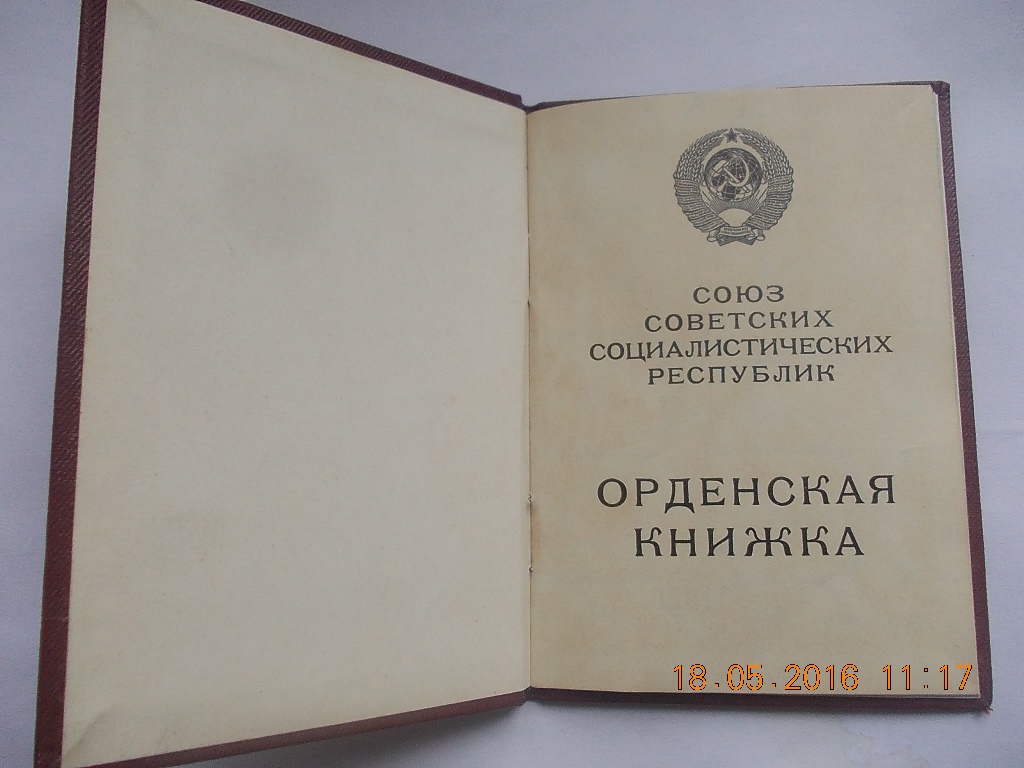 СОЮЗ
СОВЕТСКИХ
СОЦИАЛИСТИЧЕСКИХ
РЕСПУБЛИК
ОРДЕНСКАЯ
КНИЖКА
18.05.2016 11:17